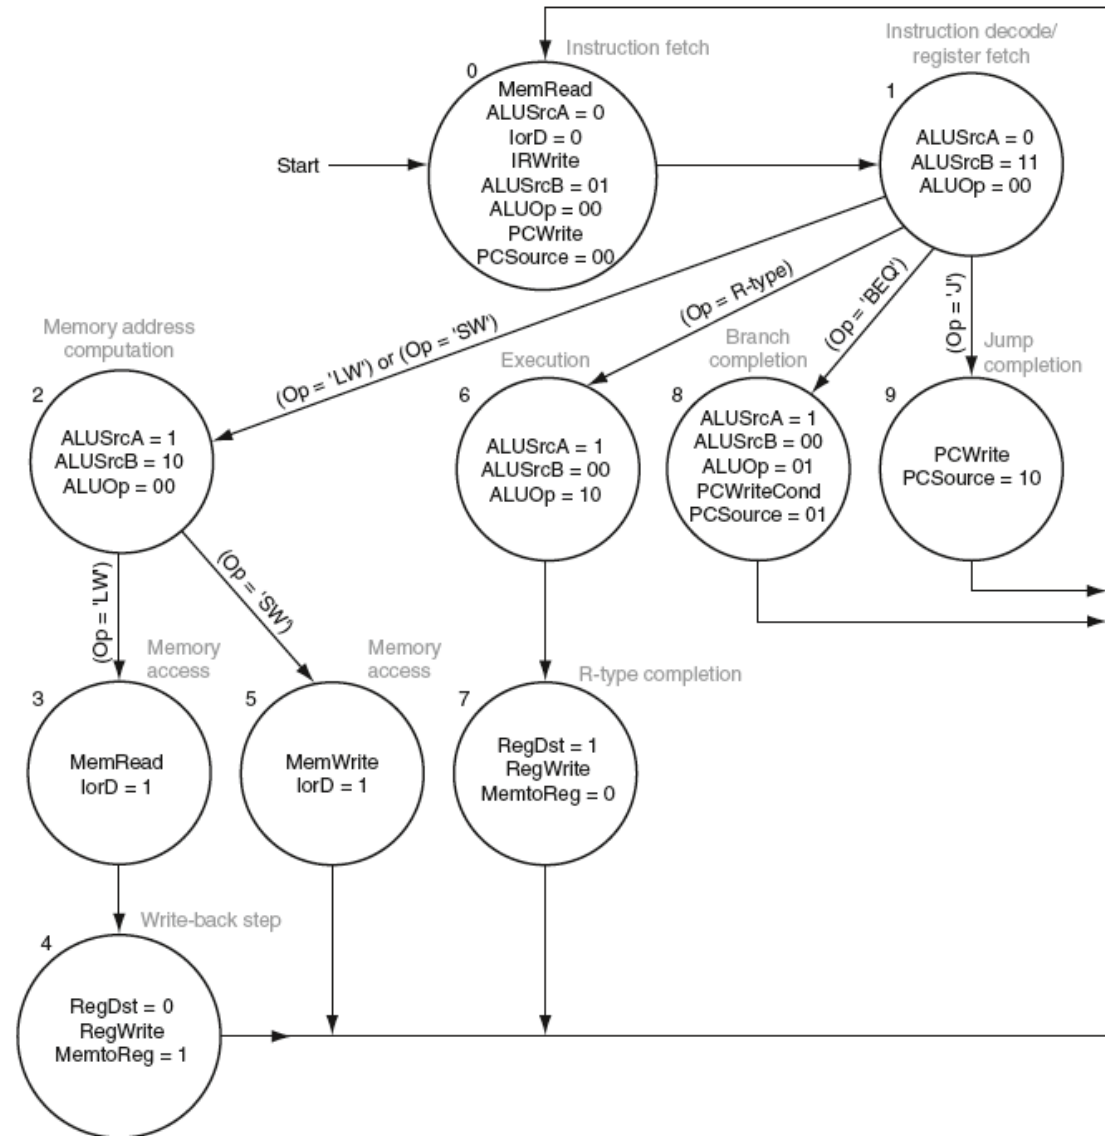 Instruction fetch
0
MemRead
ALUSrcA = 0
IorD = 0
IRWrite
ALUSrcB = 01
ALUOp = 00
PCWrite
PCSource = 00
Start
Instruction decode/
register fetch
1
ALUSrcA = 0
ALUSrcB = 11
ALUOp = 00
(Op = 'LW') or (Op = 'SW')
(Op = R-type)
(Op = 'BEQ')
(Op = 'J')
Memory address
computation
2
ALUSrcA = 1
ALUSrcB = 10
ALUOp = 00
Execution
6
ALUSrcA = 1
ALUSrcB = 00
ALUOp = 10
Branch
completion
8
ALUSrcA = 1
ALUSrcB = 00
ALUOp = 01
PCWriteCond
PCSource = 01
Jump
completion
9
PCWrite
PCSource = 10
(Op = 'LW')
(Op = 'SW')
Memory
access
3
MemRead
IorD = 1
Memory
access
5
MemWrite
IorD = 1
R-type completion
7
RegDst = 1
RegWrite
MemtoReg = 0
Write-back step
4
RegDst = 0
RegWrite
MemtoReg = 1